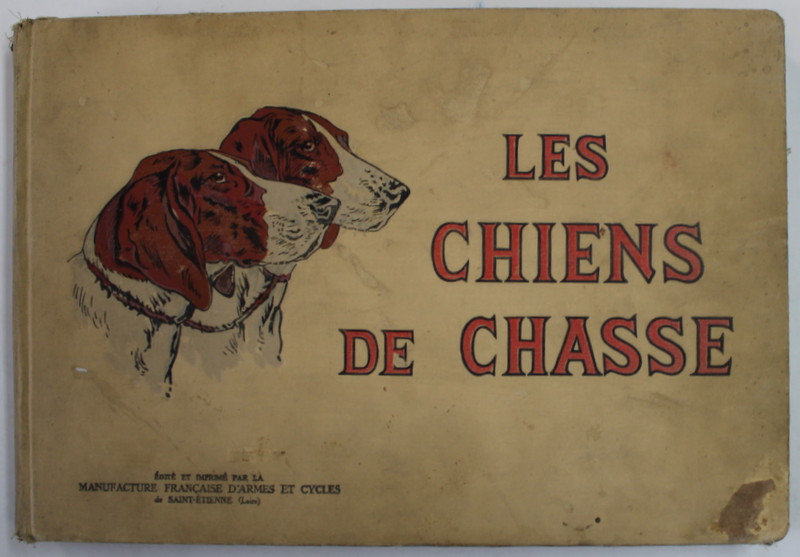 LES
CHIENS
DE CHASSE
ÉDITÉ ET IMPRIMÉ PAR LA
MANUFACTURE FRANÇAISE D'ARMES ET CYCLES
de SAINT-ÉTIENNE (Loire)